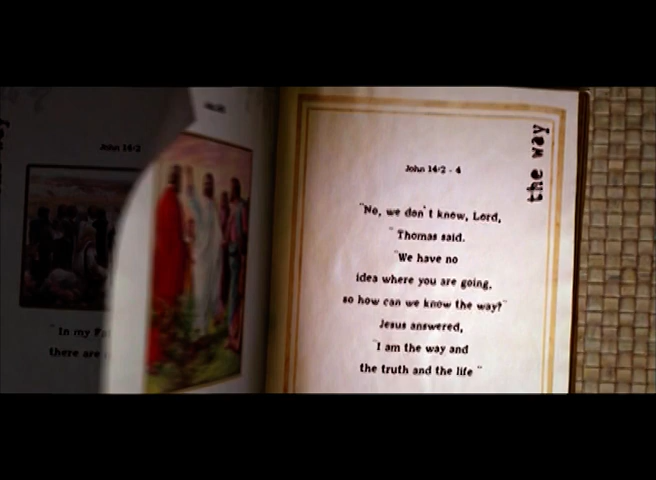 John 14:2
"In my
there are
the way
John 14:2 - 4
"No, we don't know, Lord,
" Thomas said.
"We have no
idea where you are going,
so how can we know the way?"
Jesus answered,
"I am the way and
the truth and the life "